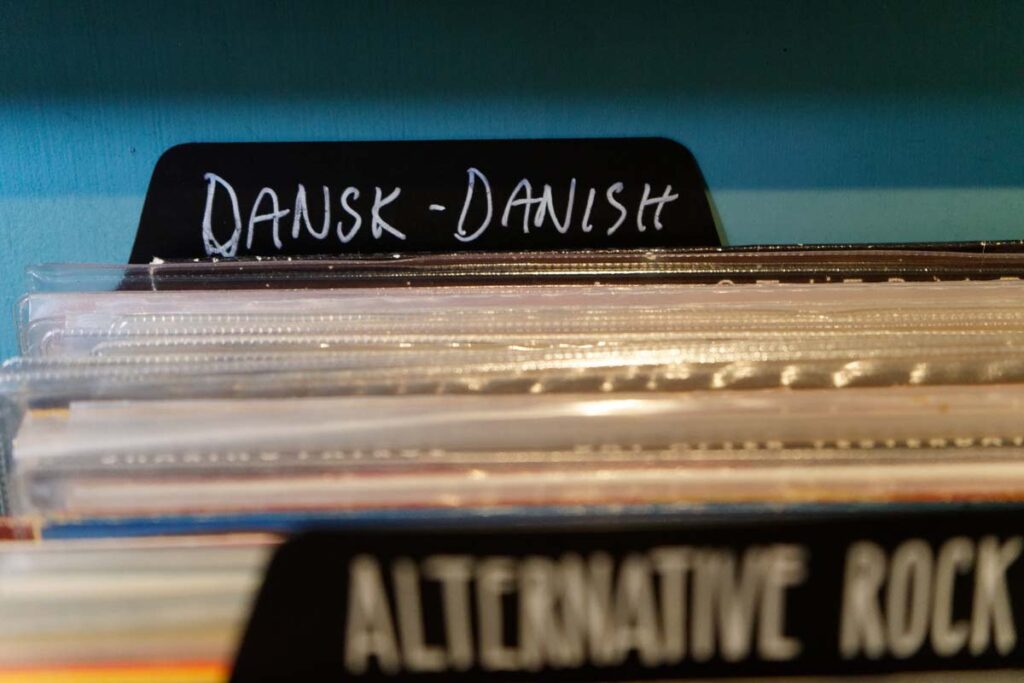 DANSK - DANISH
ALTERNATIVE ROCK